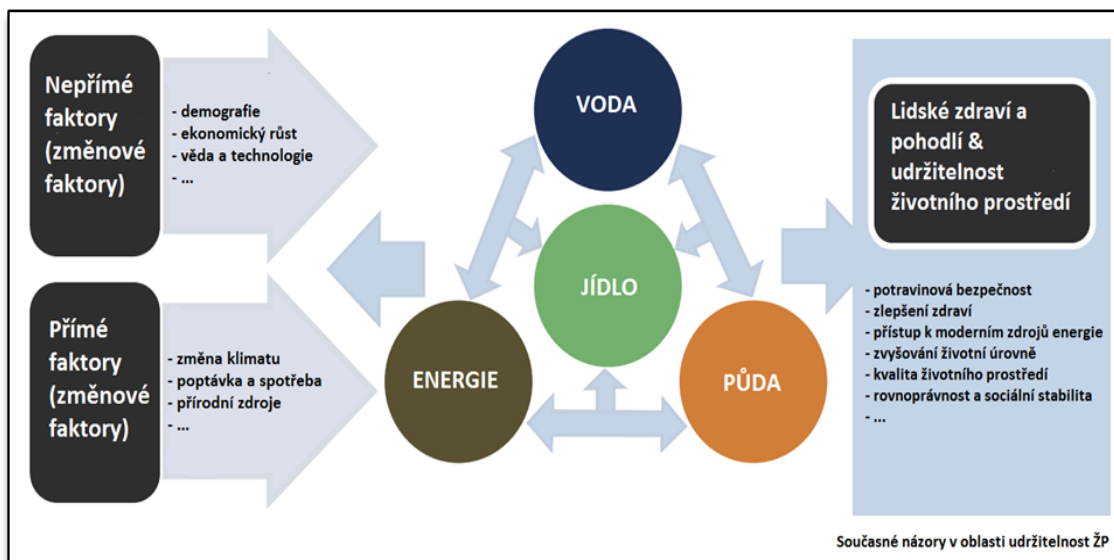 Nepřímé
faktory
(změnové
faktory)
- demografie
- ekonomický růst
- věda a technologie
- ...
Přímé
faktory
(změnové
faktory)
- změna klimatu
- poptávka a spotřeba
- přírodní zdroje
- ...
VODA
JÍDLO
ENERGIE
PŮDA
Lidské zdraví a
pohodlí &
udržitelnost
životního prostředí
- potravinová bezpečnost
- zlepšení zdraví
- přístup k moderním zdrojů energie
- zvyšování životní úrovně
- kvalita životního prostředí
- rovnoprávnost a sociální stabilita
- ...
Současné názory v oblasti udržitelnost ŽP